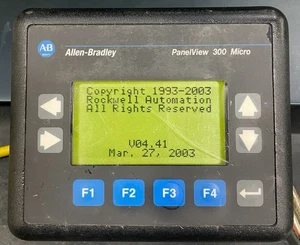 AB
Allen-Bradley
PanelView 300 Micro
Copyright 1993-2003
Rockwell Automation
All Rights Reserved
V04.41
Mar. 27, 2003
F1
F2
F3
F4